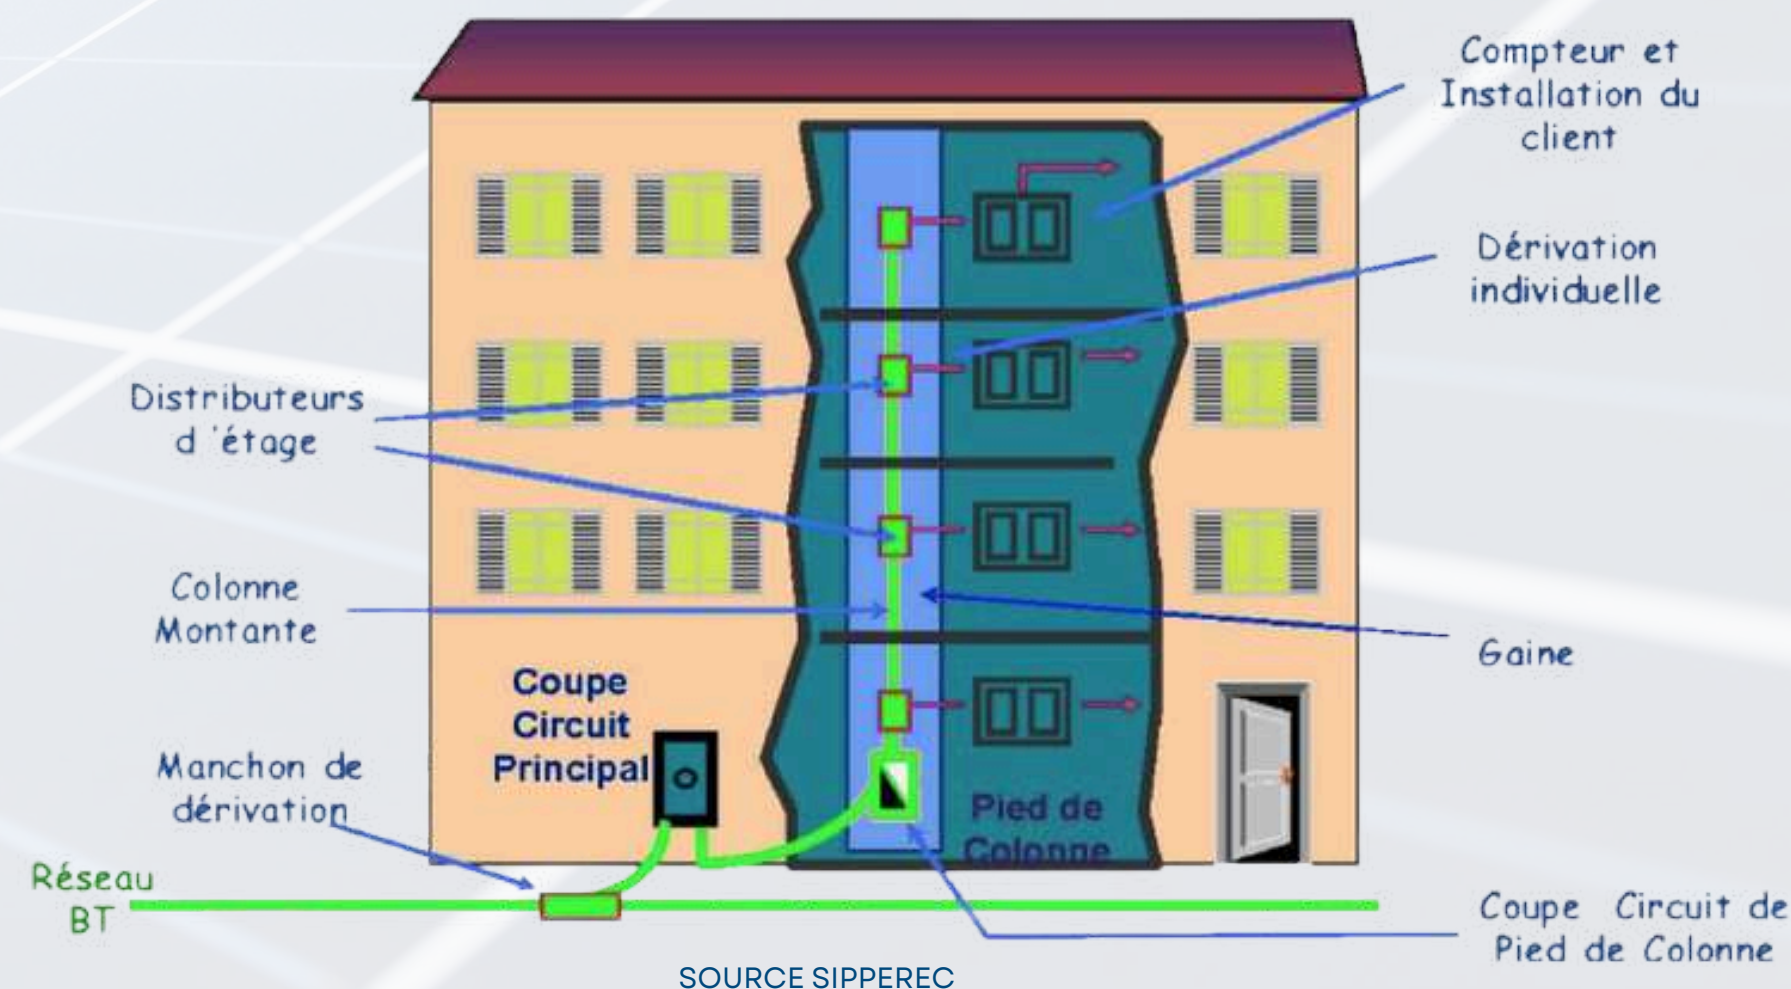 Compteur et
Installation du
client
Dérivation
individuelle
Distributeurs
d 'étage
Colonne
Montante
Gaine
Coupe
Circuit
Principal
Manchon de
dérivation
Pied de
Colonne
Réseau
BT
Coupe Circuit de
Pied de Colonne
SOURCE SIPPEREC